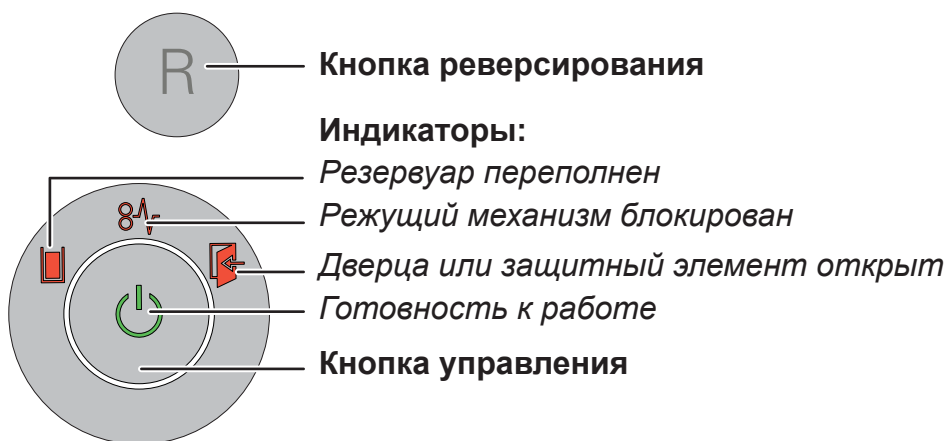 R
Кнопка реверсирования
Индикаторы:
Резервуар переполнен
Режущий механизм блокирован
Дверца или защитный элемент открыт
Готовность к работе
Кнопка управления